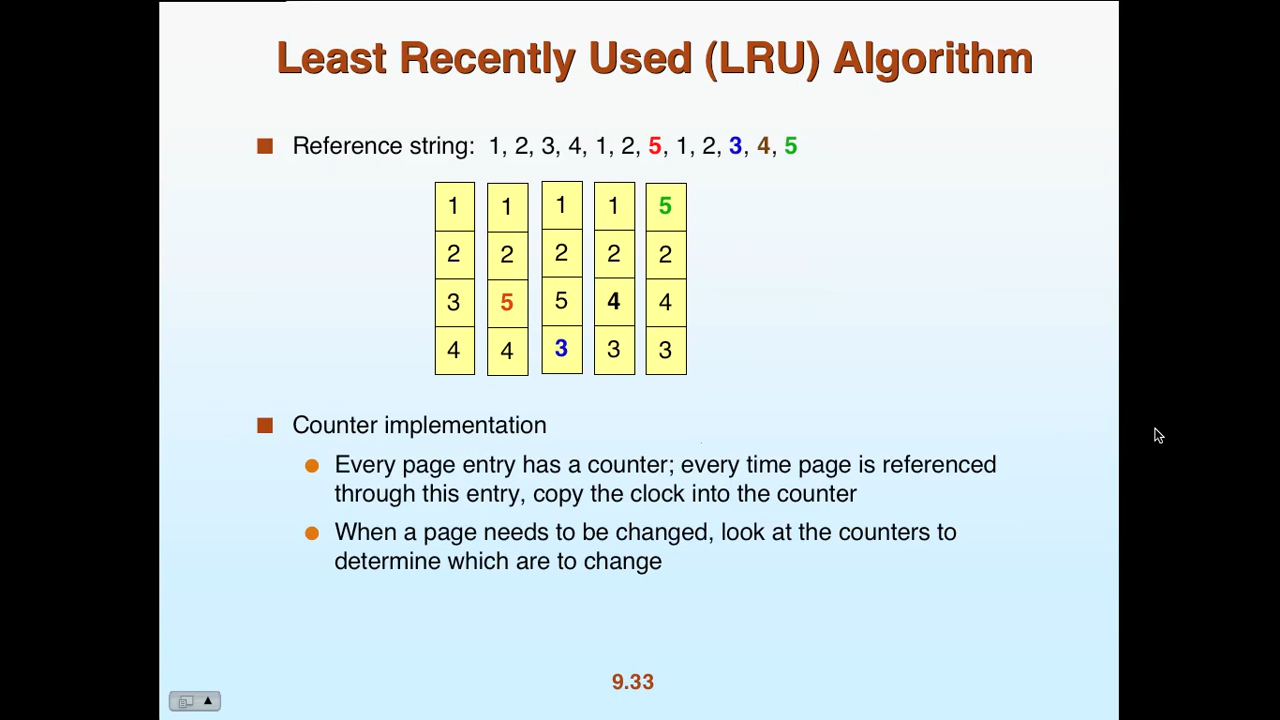 Least Recently Used (LRU) Algorithm
Reference string: 1, 2, 3, 4, 1, 2, 5, 1, 2, 3, 4, 5
1 1 1 1 5
2 2 2 2 2
3 5 5 4 4
4 4 3 3 3
Counter implementation
Every page entry has a counter; every time page is referenced
through this entry, copy the clock into the counter
When a page needs to be changed, look at the counters to
determine which are to change
9.33